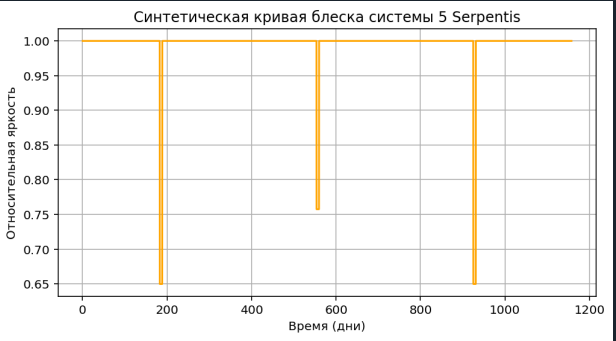 Синтетическая кривая блеска системы 5 Serpentis
1.00
0.95
0.90
0.85
0.80
0.75
0.70
0.65
Относительная яркость
0 200 400 600 800 1000 1200
Время (дни)